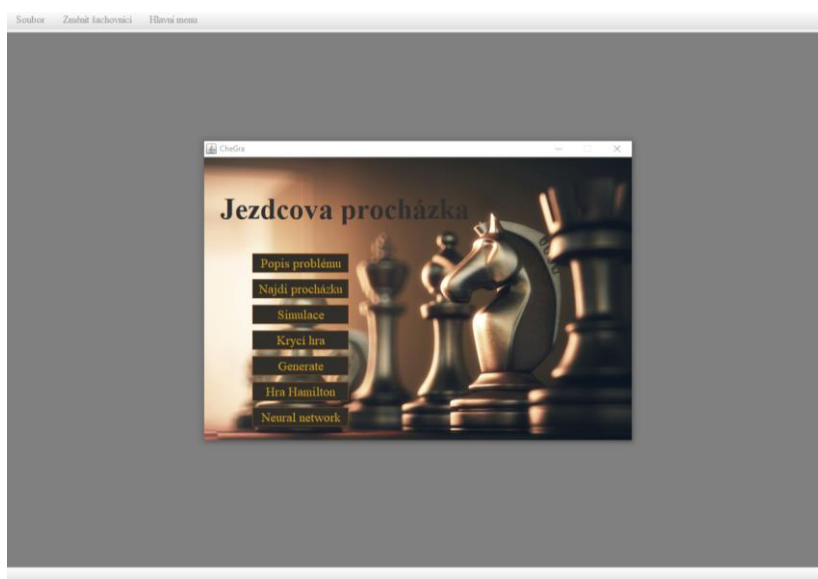 Soubor Změnit šachovnici Hlavní menu
CheGra
Jezdcova procházka
Popis problému
Najdi procházku
Simulace
Krycí hra
Generate
Hra Hamilton
Neural network